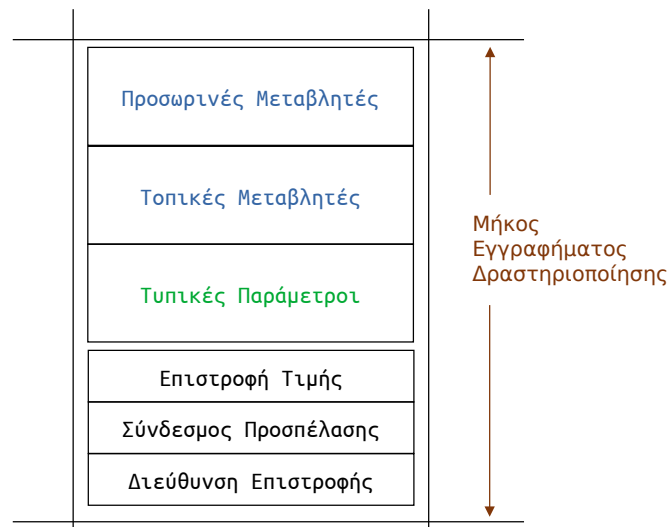 Προσωρινές Μεταβλητές
Τοπικές Μεταβλητές
Τυπικές Παράμετροι
Επιστροφή Τιμής
Σύνδεσμος Προσπέλασης
Διεύθυνση Επιστροφής
Μήκος
Εγγραφήματος
Δραστηριοποίησης